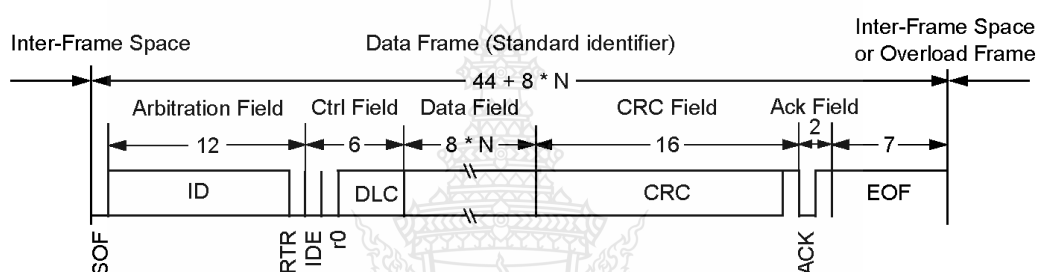 Inter-Frame Space
Data Frame (Standard identifier)
Inter-Frame Space
or Overload Frame
44 + 8 * N
Arbitration Field
Ctrl Field
Data Field
CRC Field
Ack Field
12
6
8 * N
16
2
7
ID
DLC
CRC
EOF
SOF
RTR
IDE
r0
ACK